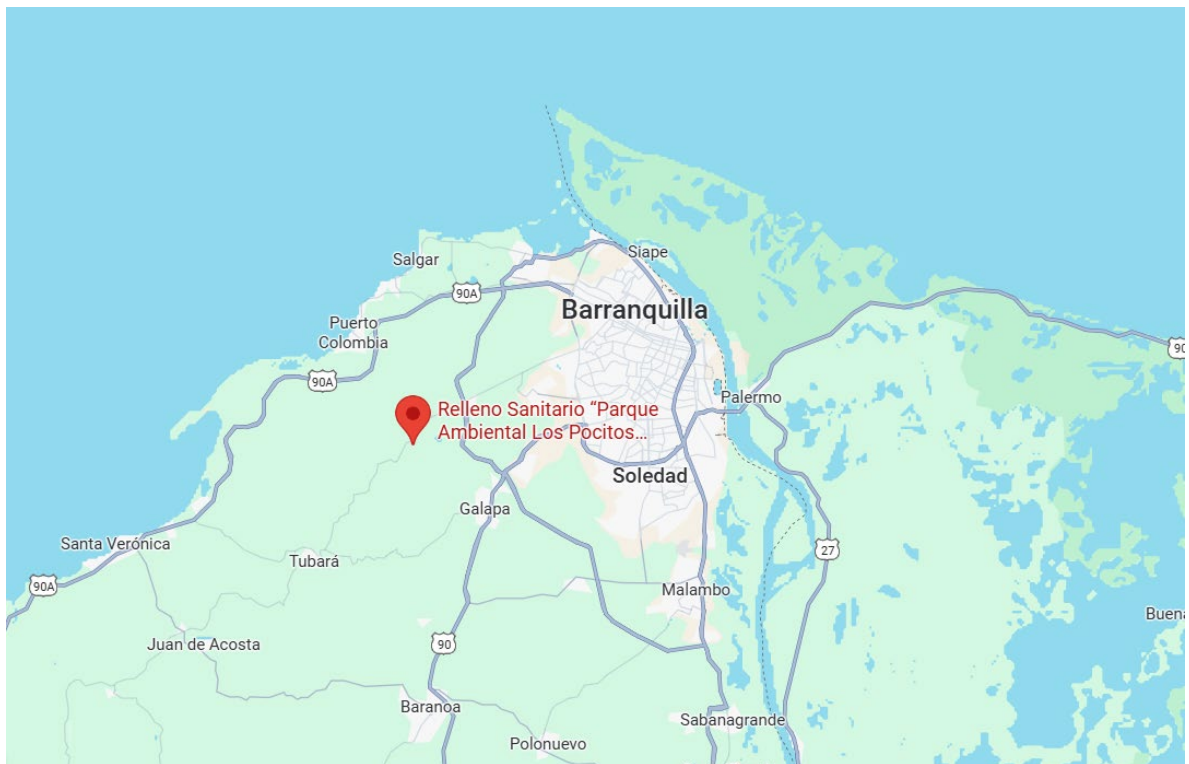 Siape
Salgar
90A
Barranquilla
Puerto
Colombia
90
90A
Palermo
Relleno Sanitario “Parque
Ambiental Los Pocitos...
Soledad
Galapa
Santa Verónica
27
Tubará
90A
Malambo
Buena
Juan de Acosta
90
Baranoa
Sabanagrande
Polonuevo